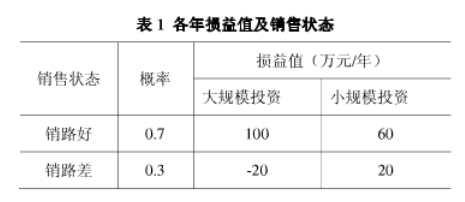 表 1 各年损益值及销售状态
销售状态 概率 损益值（万元/年）
大规模投资 小规模投资
销路好 0.7 100 60
销路差 0.3 -20 20